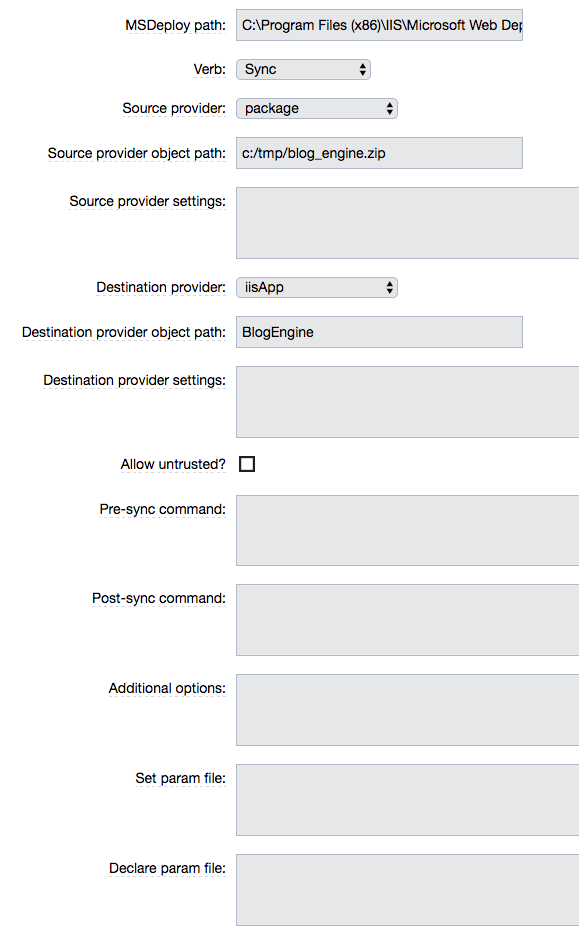 MSDeploy path: C:\Program Files (x86)\IIS\Microsoft Web
Verb: Sync
Source provider: package
Source provider object path: c:/tmp/blog_engine.zip
Source provider settings:
Destination provider: iisApp
Destination provider object path: BlogEngine
Destination provider settings:
Allow untrusted?
Pre-sync command:
Post-sync command:
Additional options:
Set param file:
Declare param file: